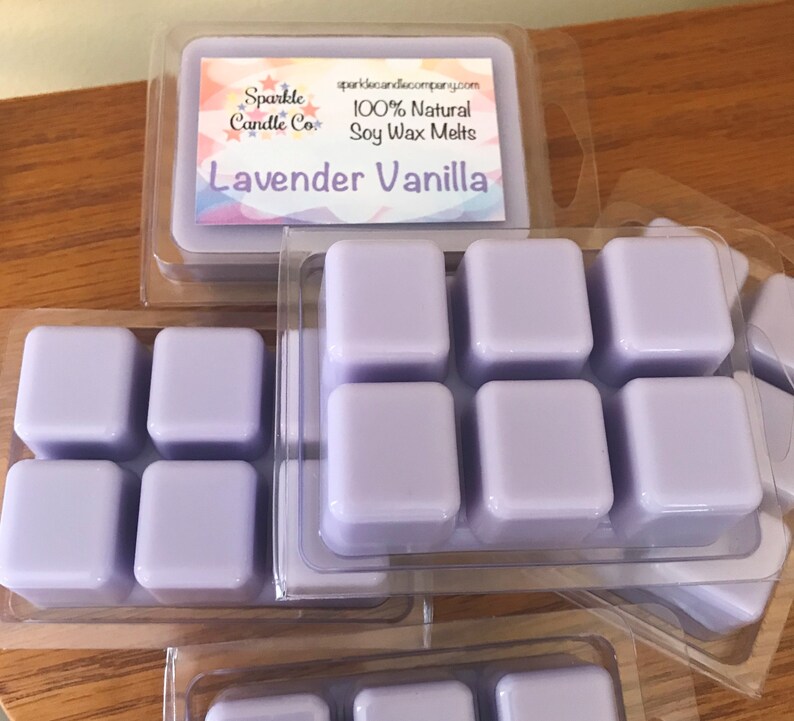 Sparkle
Candle Co.
sparklecandlecompany.com
100% Natural
Soy Wax Melts
Lavender Vanilla